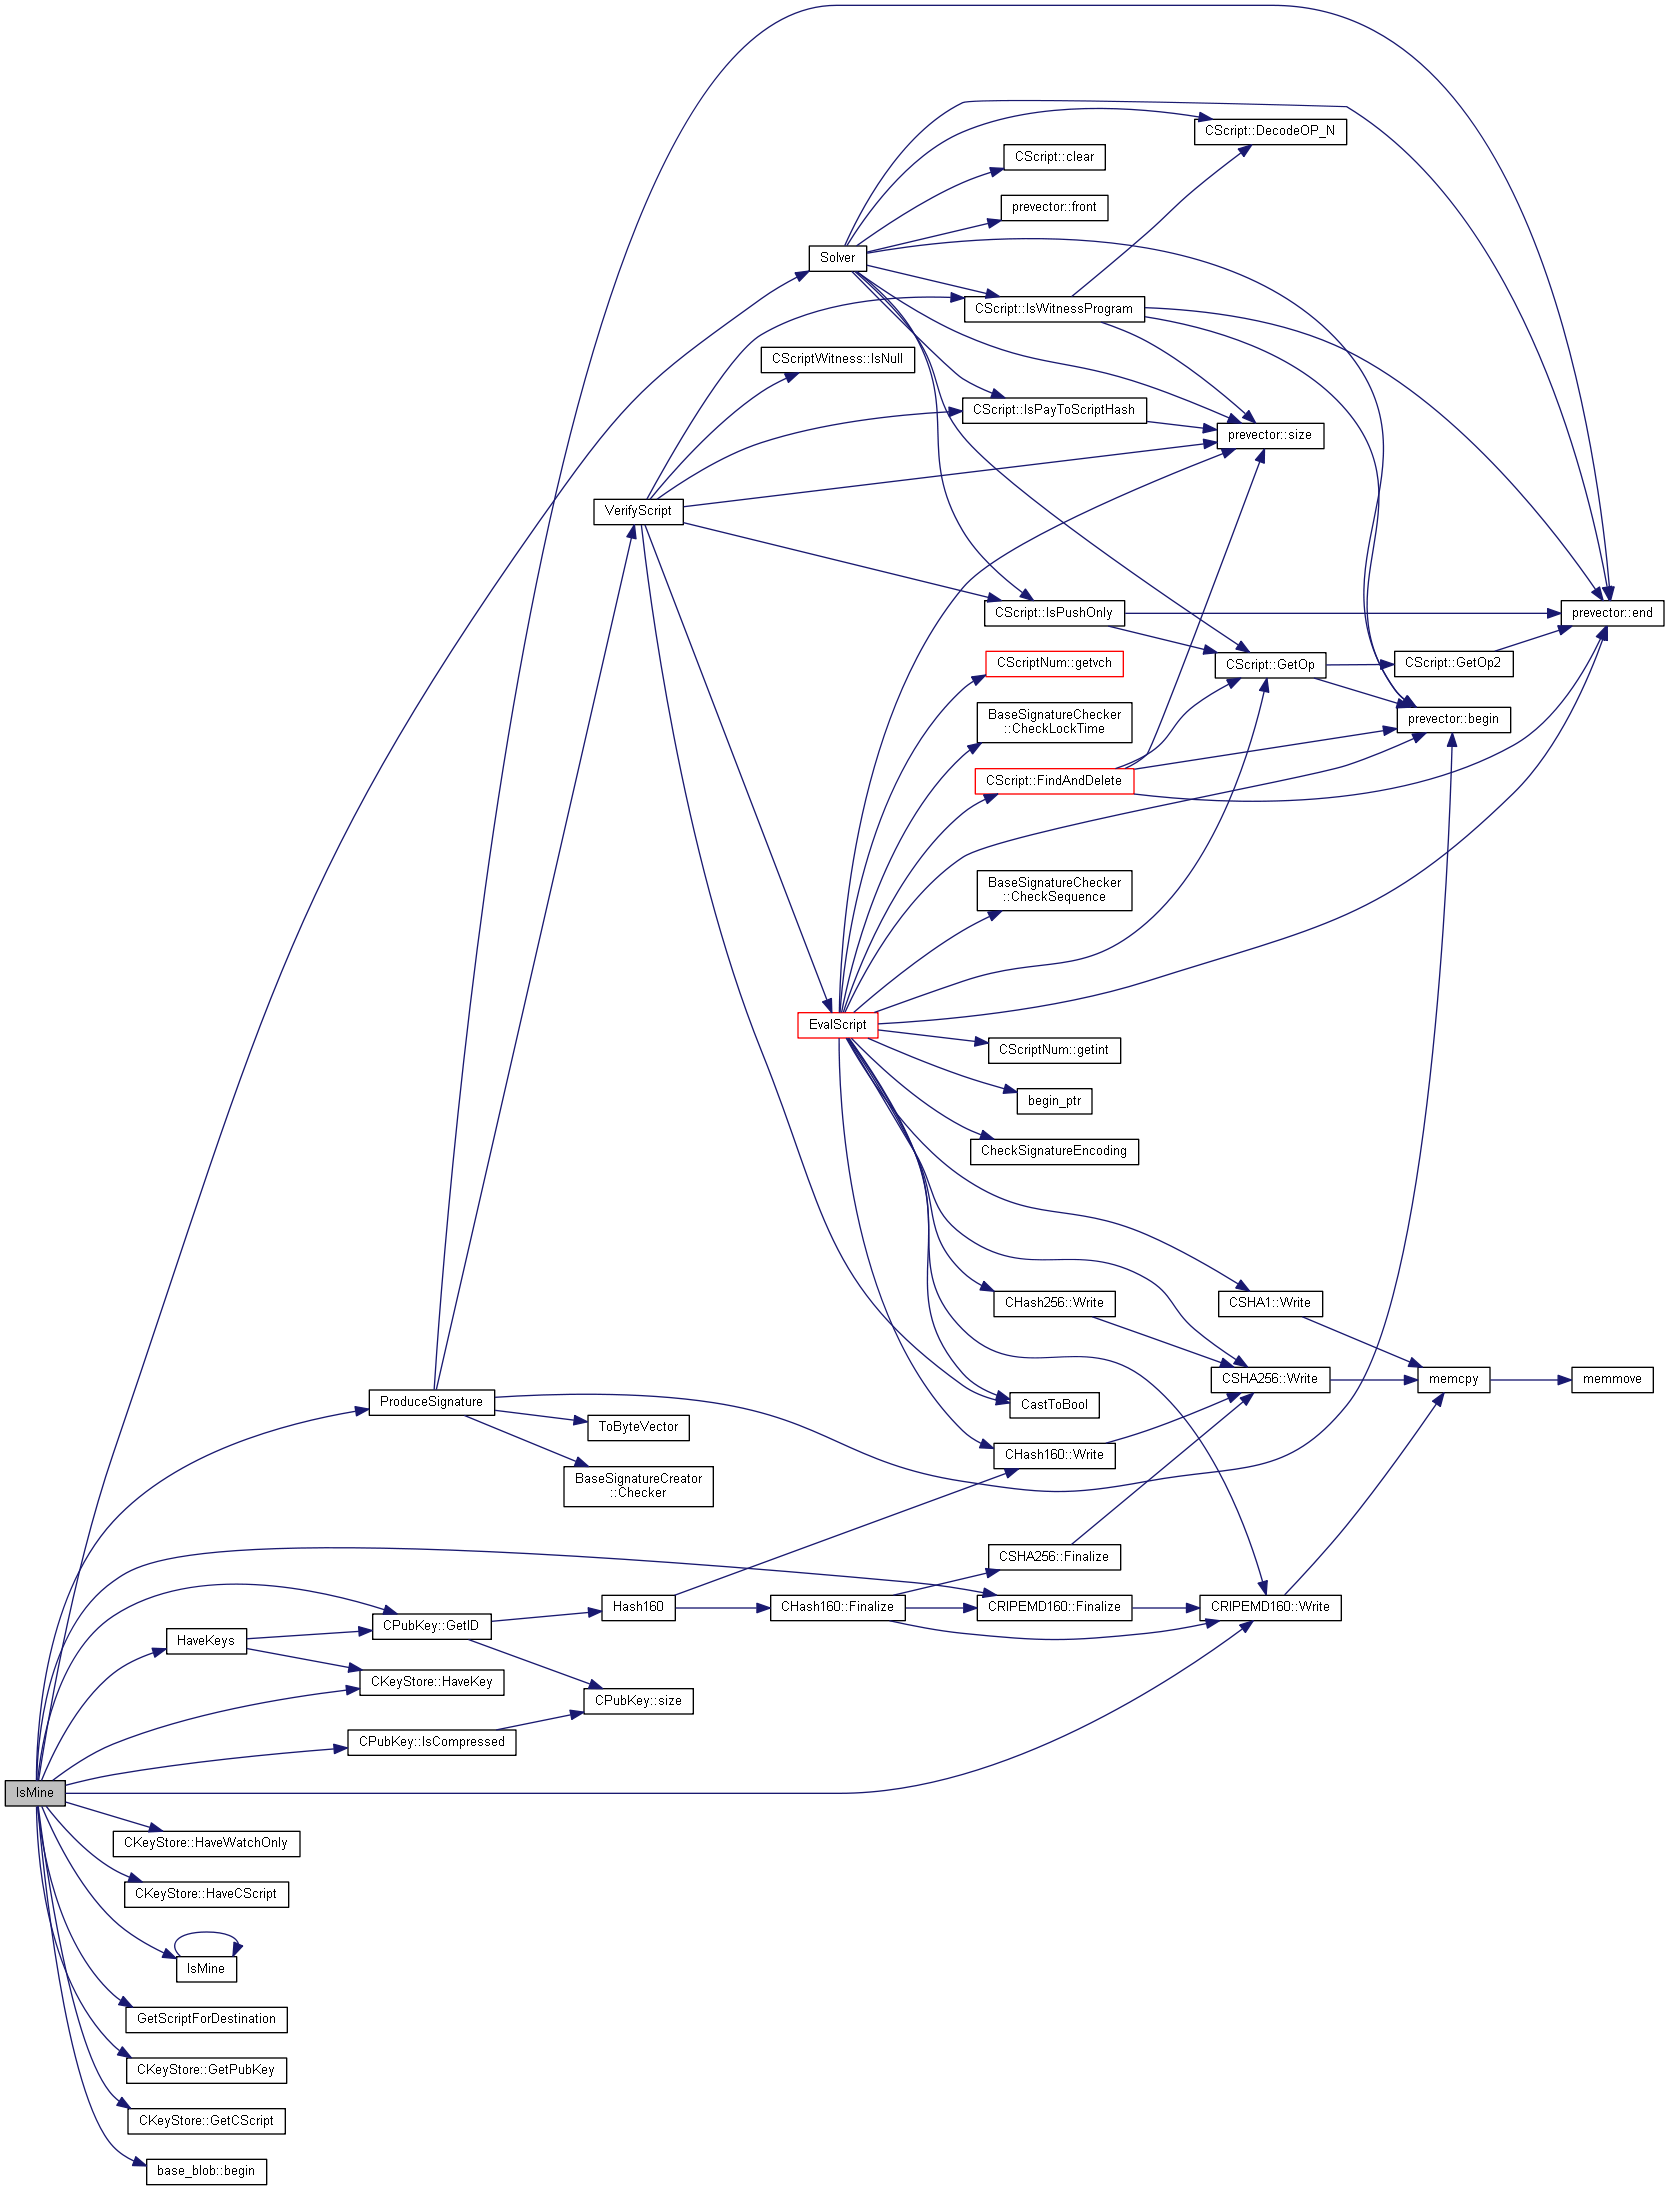 CScript::DecodeOP_N
CScript::clear
prevector::front
Solver
CScript::IsWitnessProgram
CScriptWitness::IsNull
CScript::IsPayToScriptHash
prevector::size
VerifyScript
CScript::IsPushOnly
prevector::end
CScriptNum::getvch
CScript::GetOp
CScript::GetOp2
BaseSignatureChecker
::CheckLockTime
prevector::begin
CScript::FindAndDelete
BaseSignatureChecker
::CheckSequence
EvalScript
CScriptNum::getint
begin_ptr
CheckSignatureEncoding
CHash256::Write
CSHA1::Write
CSHA256::Write
memcpy
memmove
ProduceSignature
CastToBool
ToByteVector
CHash160::Write
BaseSignatureCreator
::Checker
CSHA256::Finalize
Hash160
CHash160::Finalize
CRIPEMD160::Finalize
CRIPEMD160::Write
CPubKey::GetID
HaveKeys
CKeyStore::HaveKey
CPubKey::size
CPubKey::IsCompressed
IsMine
CKeyStore::HaveWatchOnly
CKeyStore::HaveCScript
IsMine
GetScriptForDestination
CKeyStore::GetPubKey
CKeyStore::GetCScript
base_blob::begin